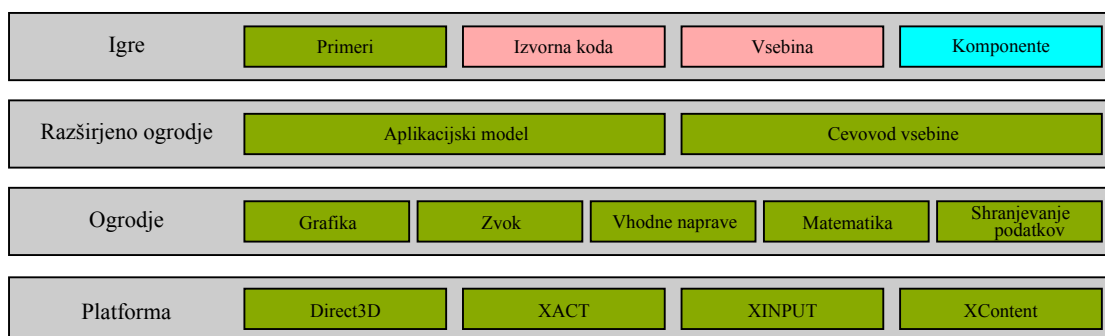 Igre
Primeri
Izvorna koda
Vsebina
Komponente
Razširjeno ogrodje
Aplikacijski model
Cevovod vsebine
Ogrodje
Grafika
Zvok
Vhodne naprave
Matematika
Shranjevanje
podatkov
Platforma
Direct3D
XACT
XINPUT
XContent